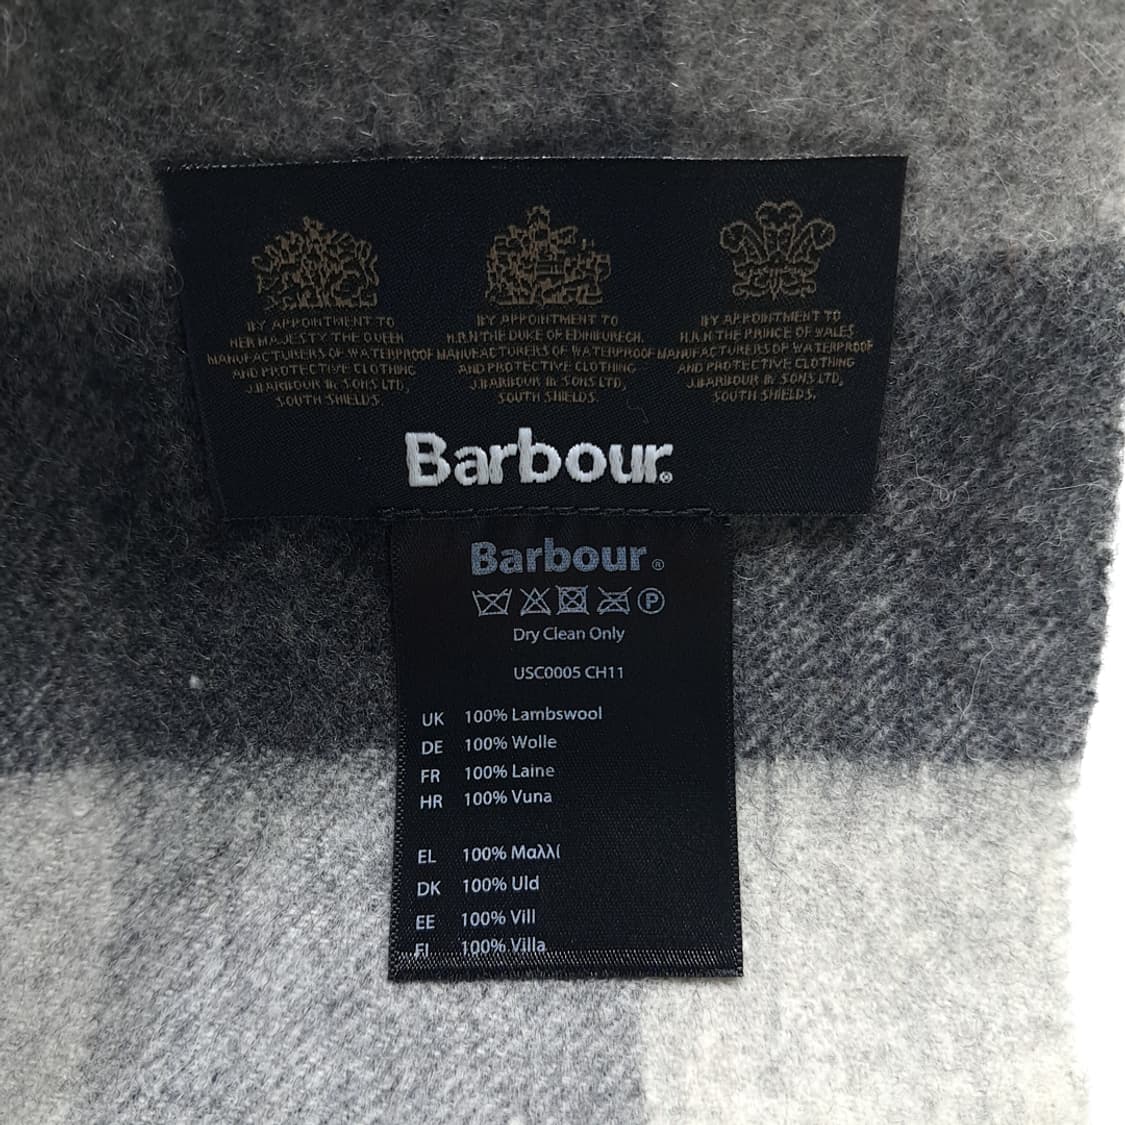 BY APPOINTMENT TO
HER MAJESTY THE QUEEN
MANUFACTURERS OF WATERPROOF
AND PROTECTIVE CLOTHING
J.BARBOUR & SONS LTD,
SOUTH SHIELDS.
BY APPOINTMENT TO
H.R.H THE DUKE OF EDINBURGH,
MANUFACTURERS OF WATERPROOF
AND PROTECTIVE CLOTHING
J.BARBOUR & SONS LTD,
SOUTH SHIELDS.
BY APPOINTMENT TO
H.R.H THE PRINCE OF WALES
MANUFACTURERS OF WATERPROOF
AND PROTECTIVE CLOTHING
J.BARBOUR & SONS LTD,
SOUTH SHIELDS.
Barbour®
Barbour®
P
Dry Clean Only
USC0005 CH11
UK 100% Lambswool
DE 100% Wolle
FR 100% Laine
HR 100% Vuna
EL 100% Μαλλί
DK 100% Uld
EE 100% Vill
FI 100% Villa